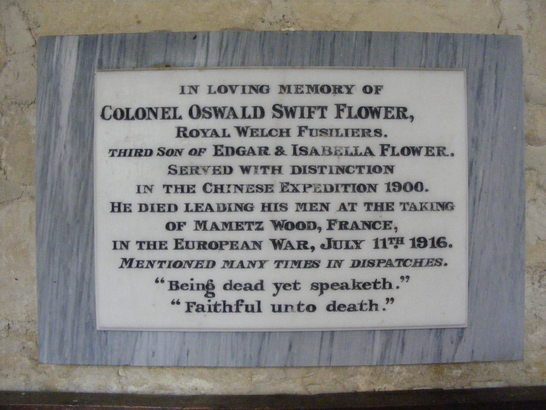 IN LOVING MEMORY OF
COLONEL OSWALD SWIFT FLOWER,
ROYAL WELCH FUSILIERS.
THIRD SON OF EDGAR & ISABELLA FLOWER.
SERVED WITH DISTINCTION
IN THE CHINESE EXPEDITION 1900.
HE DIED LEADING HIS MEN AT THE TAKING
OF MAMETZ WOOD, FRANCE,
IN THE EUROPEAN WAR, JULY 11TH 1916.
MENTIONED MANY TIMES IN DISPATCHES.
"Being dead yet speaketh."
"FAITHFUL UNTO DEATH."